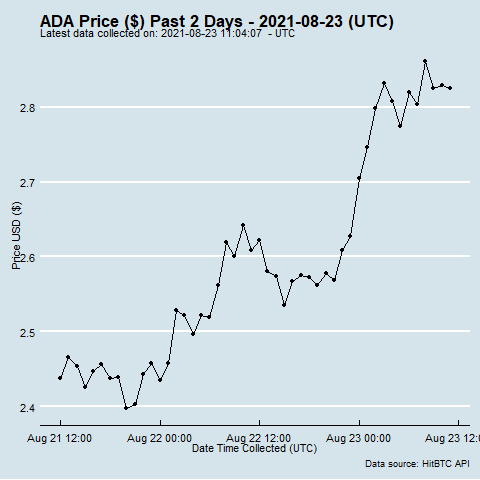 ADA Price ($) Past 2 Days - 2021-08-23 (UTC)
Latest data collected on: 2021-08-23 11:04:07 - UTC
2.8
2.7
2.6
2.5
2.4
Price USD ($)
Aug 21 12:00 Aug 22 00:00 Aug 22 12:00 Aug 23 00:00 Aug 23 12:0
Date Time Collected (UTC)
Data source: HitBTC API